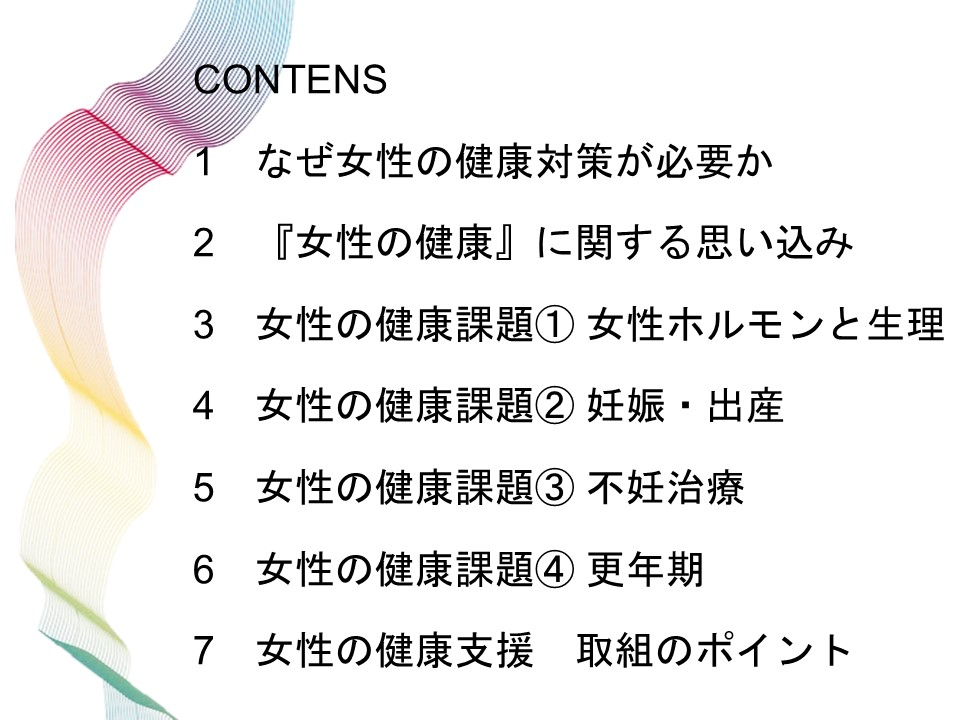 CONTENS
1　なぜ女性の健康対策が必要か
2　『女性の健康』に関する思い込み
3　女性の健康課題① 女性ホルモンと生理
4　女性の健康課題② 妊娠・出産
5　女性の健康課題③ 不妊治療
6　女性の健康課題④ 更年期
7　女性の健康支援　取組のポイント